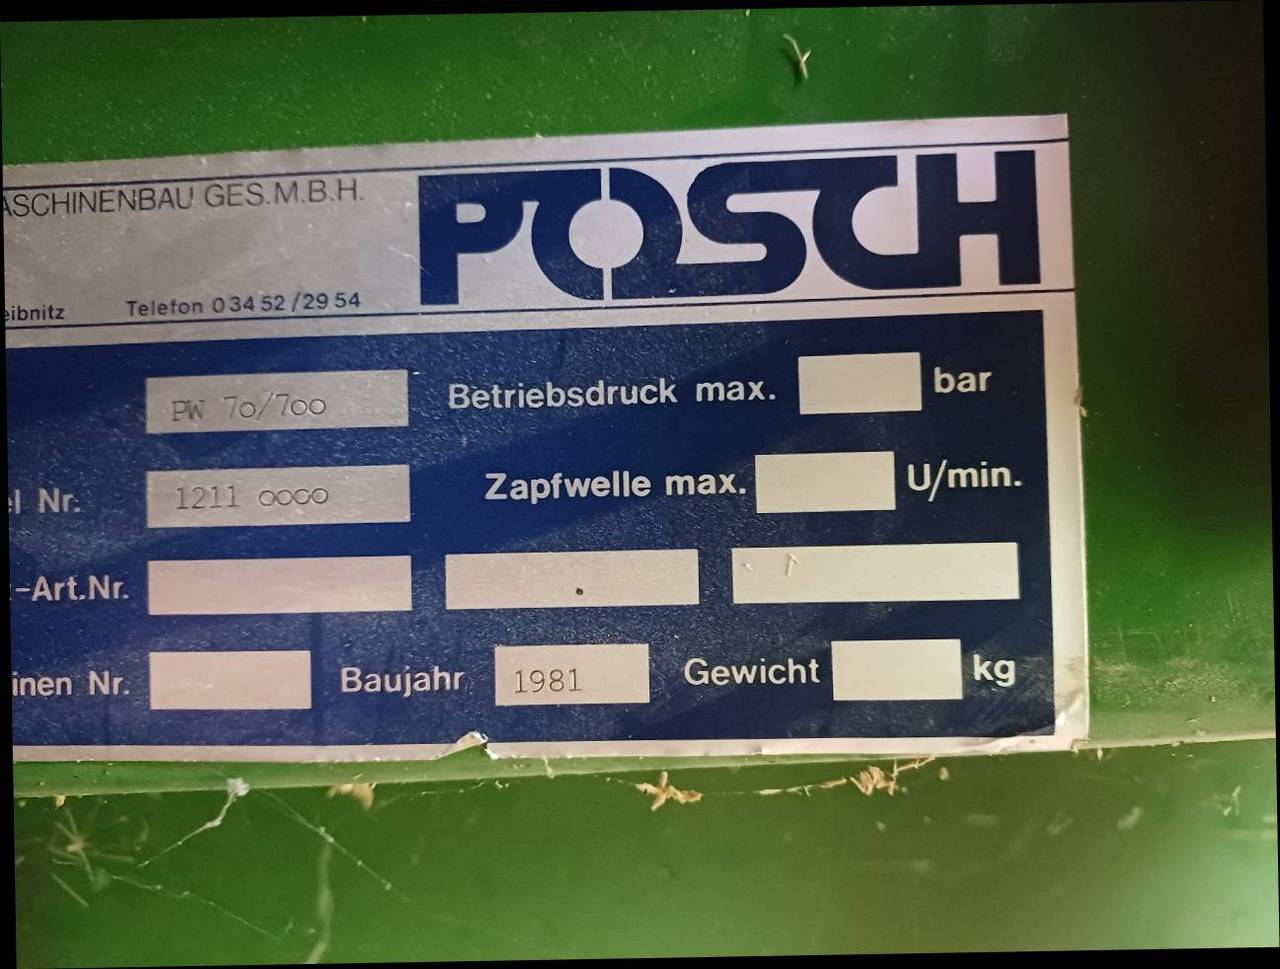 ASCHINENBAU GES.M.B.H.
POSCH
eibnitz Telefon 03452/2954
PW 70/700 Betriebsdruck max. bar
l Nr. 1211 0000 Zapfwelle max. U/min.
-Art.Nr.
inen Nr. Baujahr 1981 Gewicht kg